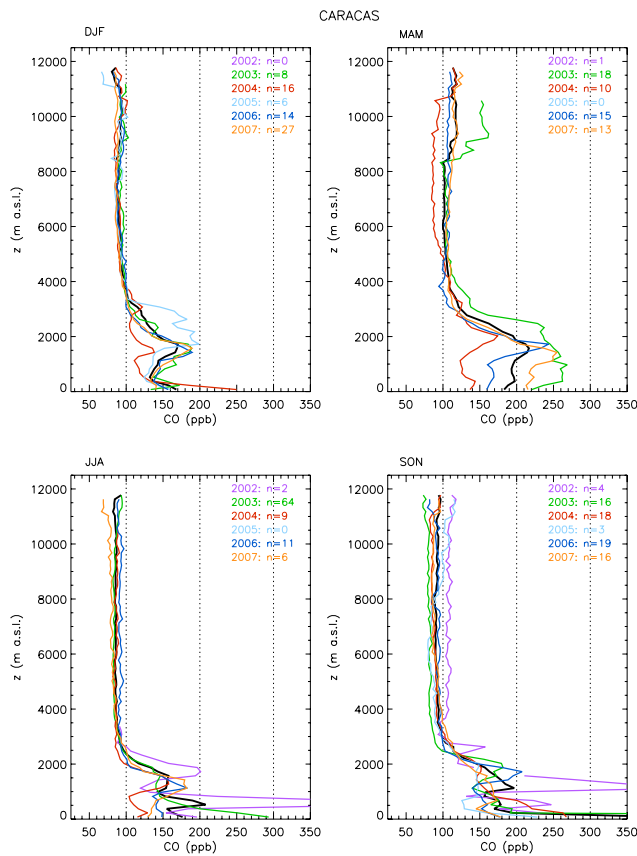 CARACAS
DJF
2002: n=0
2003: n=8
2004: n=16
2005: n=6
2006: n=14
2007: n=27
z (m a.s.l.)
12000
10000
8000
6000
4000
2000
0
50 100 150 200 250 300 350
CO (ppb)
MAM
2002: n=1
2003: n=18
2004: n=10
2005: n=0
2006: n=15
2007: n=13
z (m a.s.l.)
12000
10000
8000
6000
4000
2000
0
50 100 150 200 250 300 350
CO (ppb)
JJA
2002: n=2
2003: n=64
2004: n=9
2005: n=0
2006: n=11
2007: n=6
z (m a.s.l.)
12000
10000
8000
6000
4000
2000
0
50 100 150 200 250 300 350
CO (ppb)
SON
2002: n=4
2003: n=16
2004: n=18
2005: n=3
2006: n=19
2007: n=16
z (m a.s.l.)
12000
10000
8000
6000
4000
2000
0
50 100 150 200 250 300 350
CO (ppb)